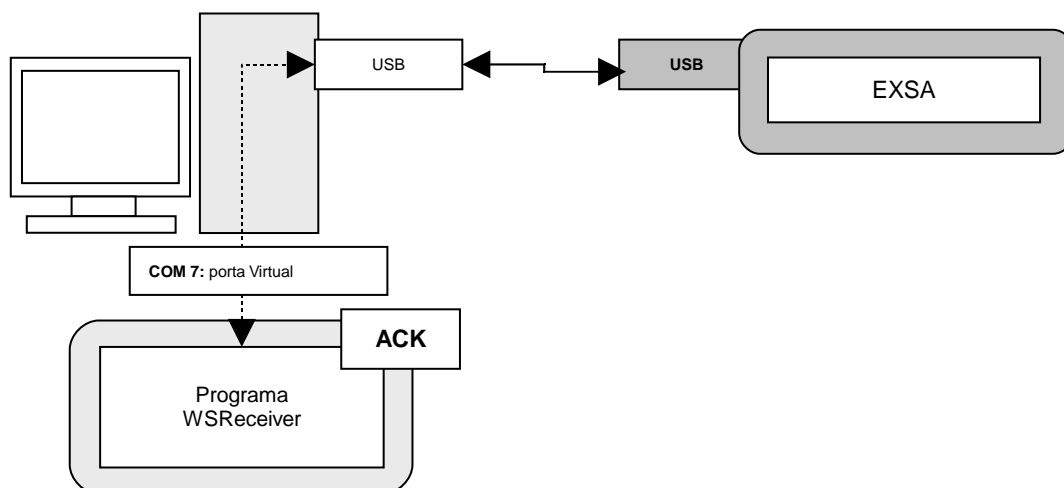 USB
USB
EXSA
COM 7: porta Virtual
ACK
Programa
WSReceiver